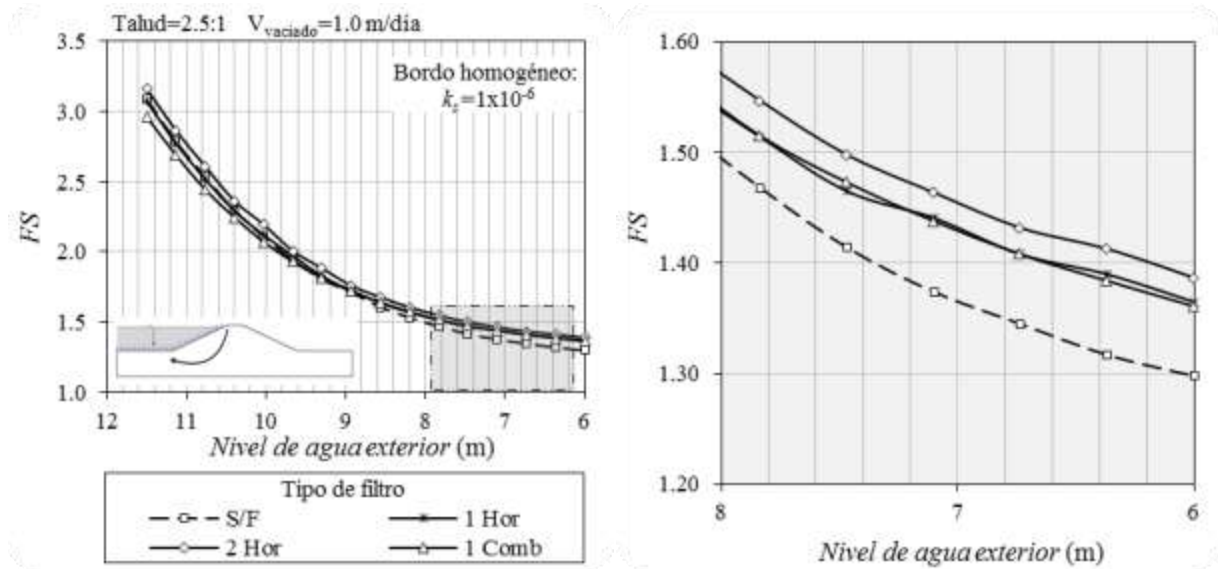 Talud=2.5:1 V_vaciado=1.0 m/día
3.5
3.0
2.5
2.0
1.5
1.0
FS
Bordo homogéneo:
k_s=1x10^-6
12 11 10 9 8 7 6
Nivel de agua exterior (m)
Tipo de filtro
S/F 1 Hor
2 Hor 1 Comb
1.60
1.50
1.40
1.30
1.20
FS
8 7 6
Nivel de agua exterior (m)